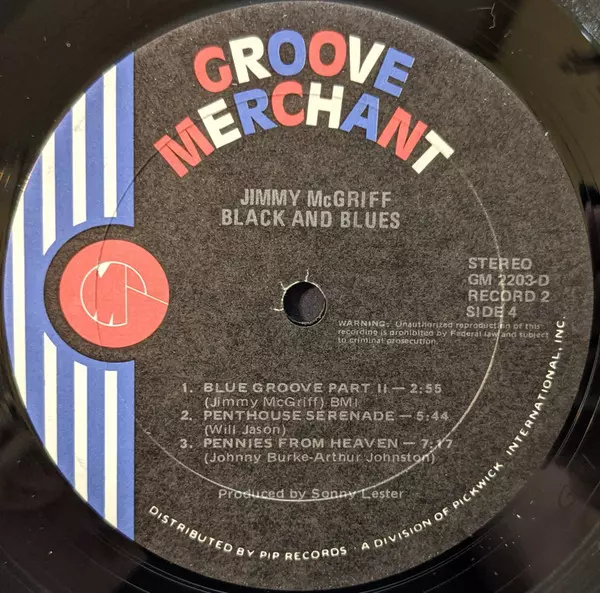 GROOVE
MERCHANT
JIMMY McGRIFF
BLACK AND BLUES
STEREO
GM 2203-D
RECORD 2
SIDE 4
WARNING: Unauthorized reproduction of this
recording is prohibited by Federal law and subject
to criminal prosecution.
1. BLUE GROOVE PART II — 2:55
(Jimmy McGriff) BMI
2. PENTHOUSE SERENADE — 5:44
(Will Jason)
3. PENNIES FROM HEAVEN — 7:17
(Johnny Burke-Arthur Johnston)
Produced by Sonny Lester
DISTRIBUTED BY PIP RECORDS · A DIVISION OF PICKWICK INTERNATIONAL, INC.